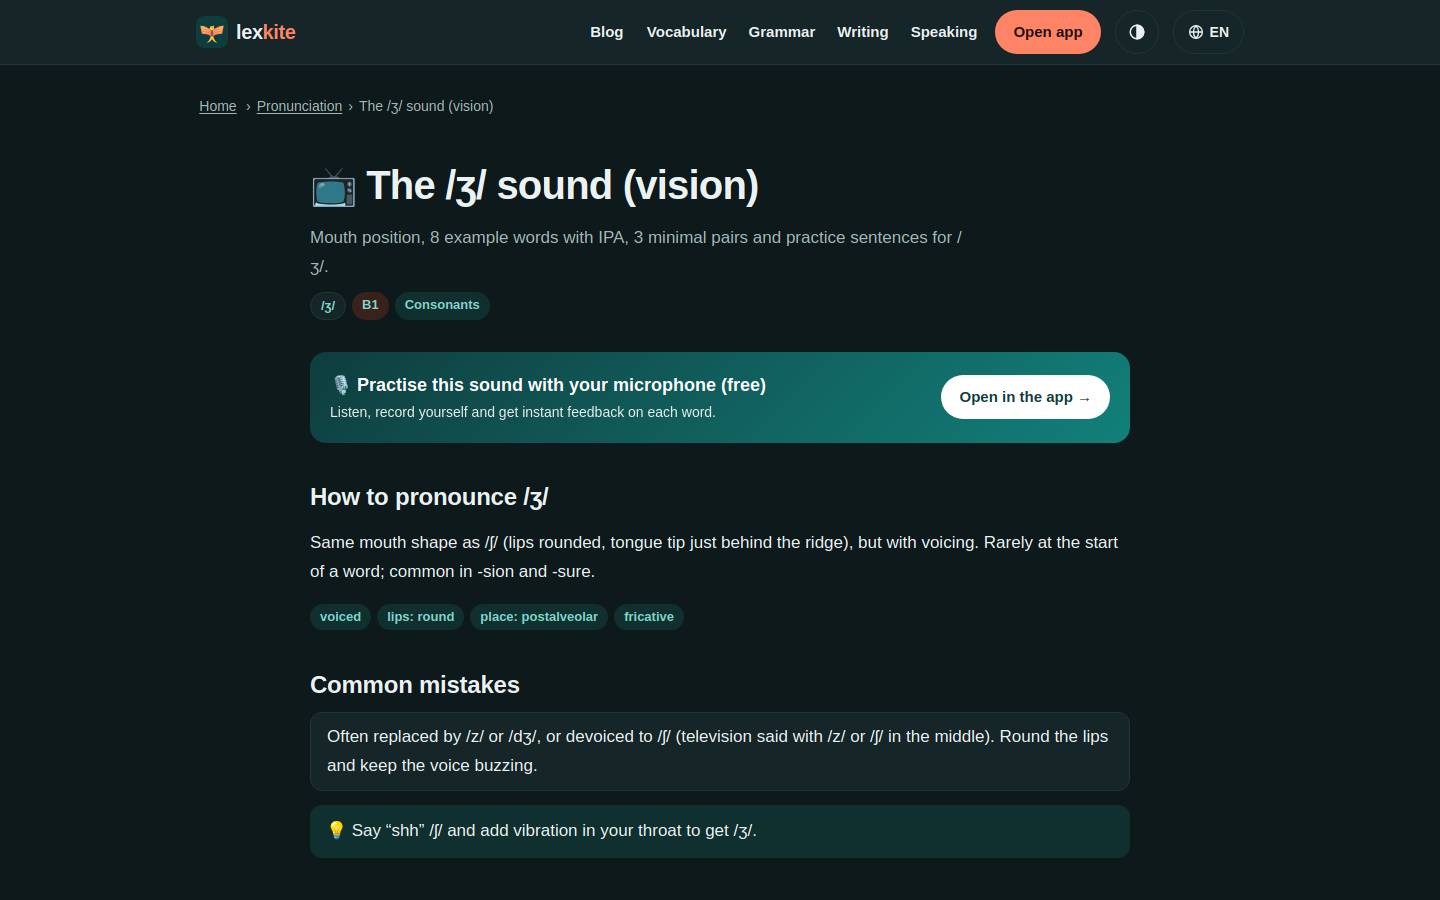 lexkite
Blog Vocabulary Grammar Writing Speaking Open app EN
Home › Pronunciation › The /ʒ/ sound (vision)
📺 The /ʒ/ sound (vision)
Mouth position, 8 example words with IPA, 3 minimal pairs and practice sentences for /
ʒ/.
/ʒ/ B1 Consonants
🎙️ Practise this sound with your microphone (free)
Listen, record yourself and get instant feedback on each word.
Open in the app →
How to pronounce /ʒ/
Same mouth shape as /ʃ/ (lips rounded, tongue tip just behind the ridge), but with voicing. Rarely at the start
of a word; common in -sion and -sure.
voiced lips: round place: postalveolar fricative
Common mistakes
Often replaced by /z/ or /dʒ/, or devoiced to /ʃ/ (television said with /z/ or /ʃ/ in the middle). Round the lips
and keep the voice buzzing.
💡 Say “shh” /ʃ/ and add vibration in your throat to get /ʒ/.